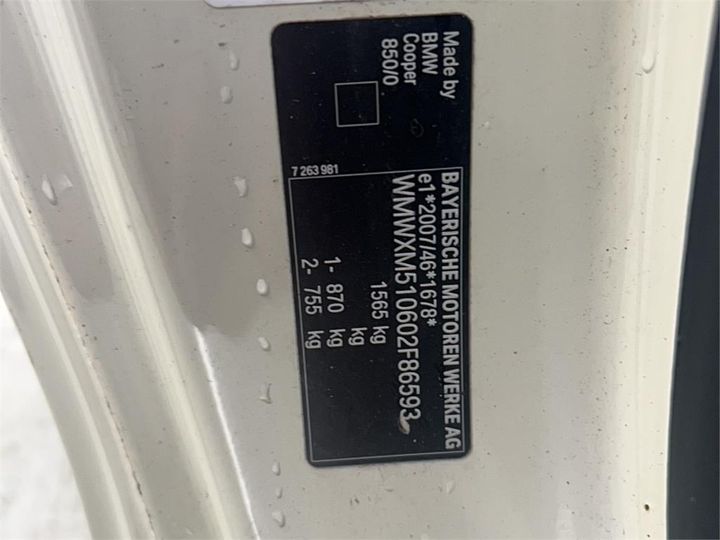 Made by
BMW
Cooper
850/0
7 263 981
BAYERISCHE MOTOREN WERKE AG
e1*2007/46*1678*
WMWXM510602F86593
1565 kg
1- 870 kg
2- 755 kg